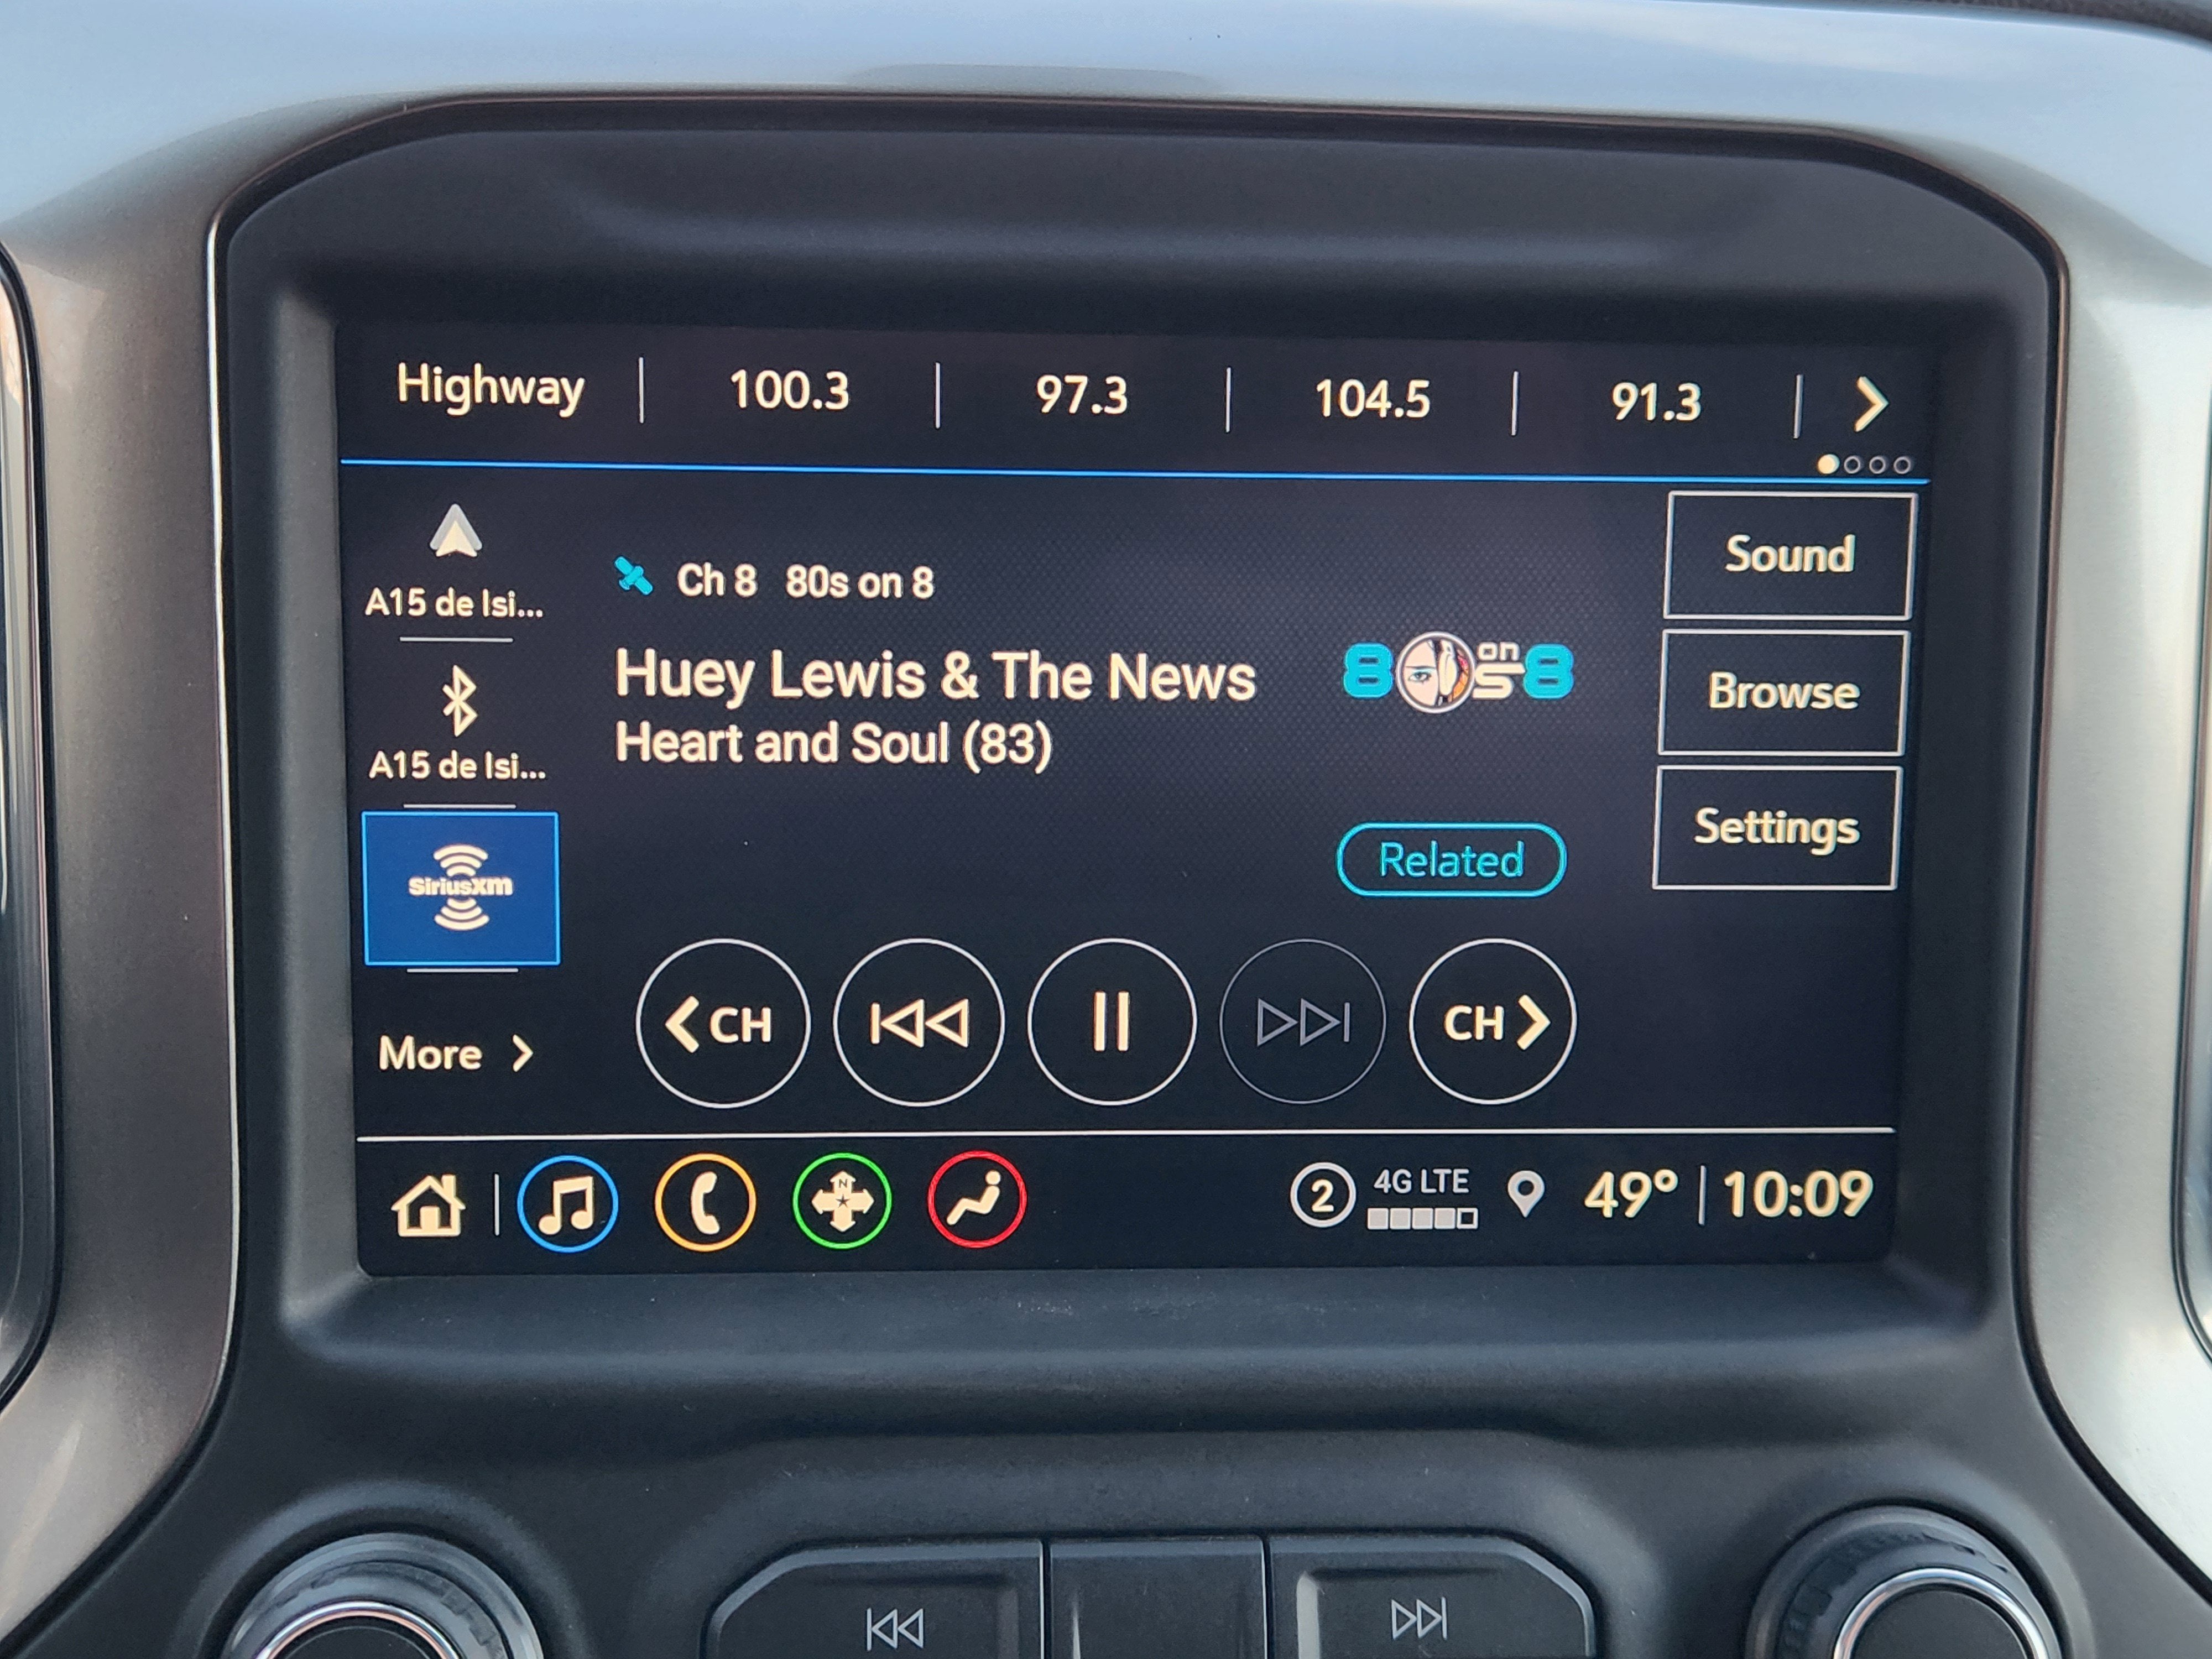 Highway 100.3 97.3 104.5 91.3
A15 de Isi...
A15 de Isi...
SiriusXM
More
Ch 8 80s on 8
Huey Lewis & The News
Heart and Soul (83)
80s on 8
Related
Sound
Browse
Settings
CH
CH
N
2 4G LTE 49° 10:09